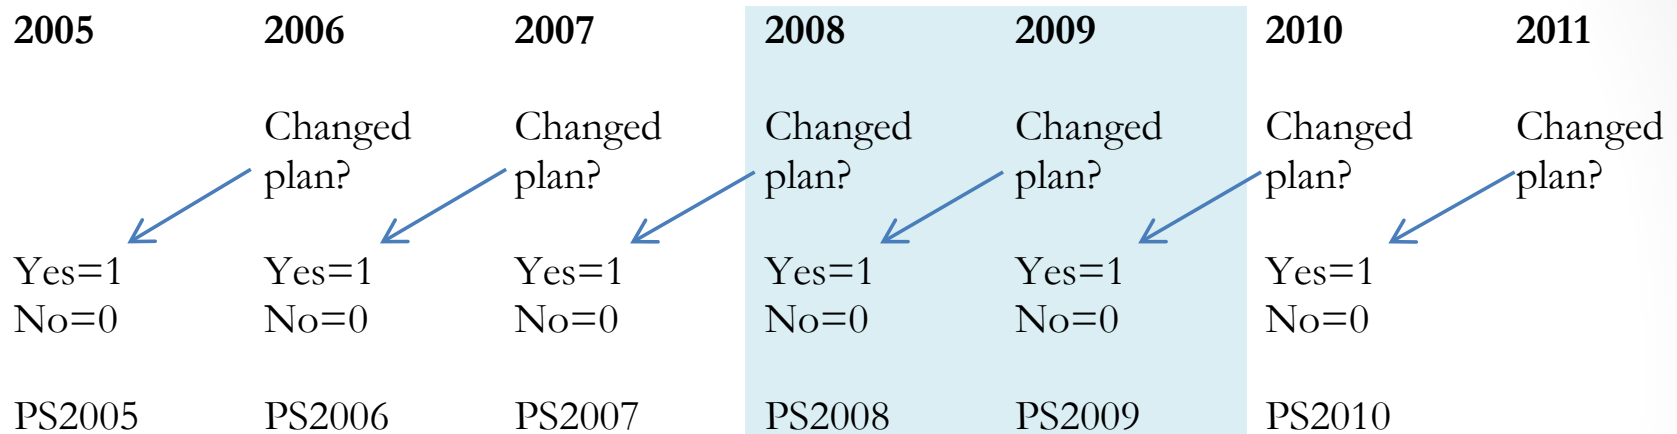 2005 2006 2007 2008 2009 2010 2011
Changed Changed Changed Changed Changed Changed
plan? plan? plan? plan? plan? plan?
Yes=1 Yes=1 Yes=1 Yes=1 Yes=1 Yes=1
No=0 No=0 No=0 No=0 No=0 No=0
PS2005 PS2006 PS2007 PS2008 PS2009 PS2010